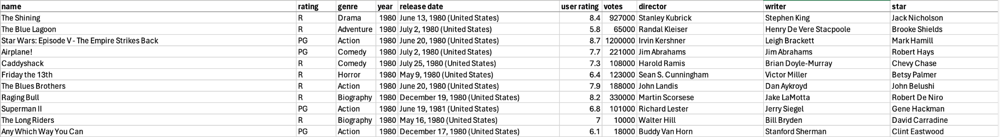 name rating genre year release date user rating votes director writer star
The Shining R Drama 1980 June 13, 1980 (United States) 8.4 927000 Stanley Kubrick Stephen King Jack Nicholson
The Blue Lagoon R Adventure 1980 July 2, 1980 (United States) 5.8 65000 Randal Kleiser Henry De Vere Stacpoole Brooke Shields
Star Wars: Episode V - The Empire Strikes Back PG Action 1980 June 20, 1980 (United States) 8.7 1200000 Irvin Kershner Leigh Brackett Mark Hamill
Airplane! PG Comedy 1980 July 2, 1980 (United States) 7.7 221000 Jim Abrahams Jim Abrahams Robert Hays
Caddyshack R Comedy 1980 July 25, 1980 (United States) 7.3 108000 Harold Ramis Brian Doyle-Murray Chevy Chase
Friday the 13th R Horror 1980 May 9, 1980 (United States) 6.4 123000 Sean S. Cunningham Victor Miller Betsy Palmer
The Blues Brothers R Action 1980 June 20, 1980 (United States) 7.9 188000 John Landis Dan Aykroyd John Belushi
Raging Bull R Biography 1980 December 19, 1980 (United States) 8.2 330000 Martin Scorsese Jake LaMotta Robert De Niro
Superman II PG Action 1980 June 19, 1981 (United States) 6.8 101000 Richard Lester Jerry Siegel Gene Hackman
The Long Riders R Biography 1980 May 16, 1980 (United States) 7 10000 Walter Hill Bill Bryden David Carradine
Any Which Way You Can PG Action 1980 December 17, 1980 (United States) 6.1 18000 Buddy Van Horn Stanford Sherman Clint Eastwood